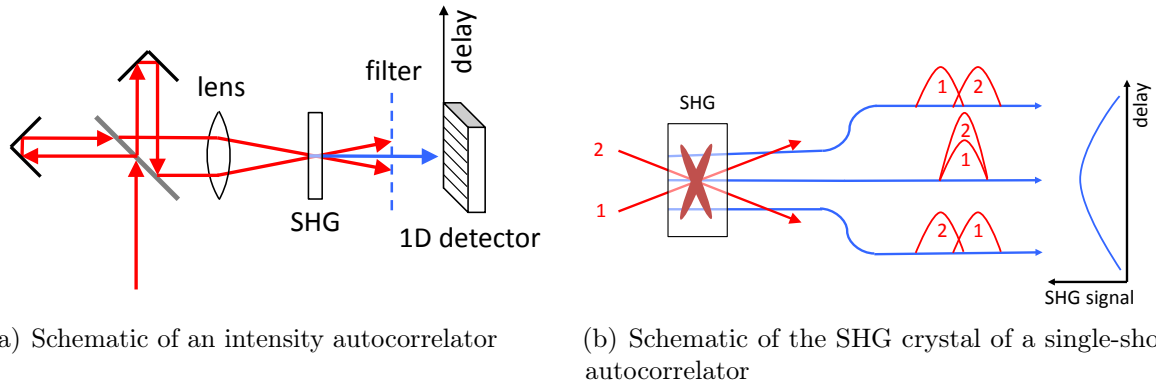 delay
filter
lens
SHG
1D detector
a) Schematic of an intensity autocorrelator
SHG
2
1
1 2
2
1
2 1
delay
SHG signal
(b) Schematic of the SHG crystal of a single-sho
autocorrelator